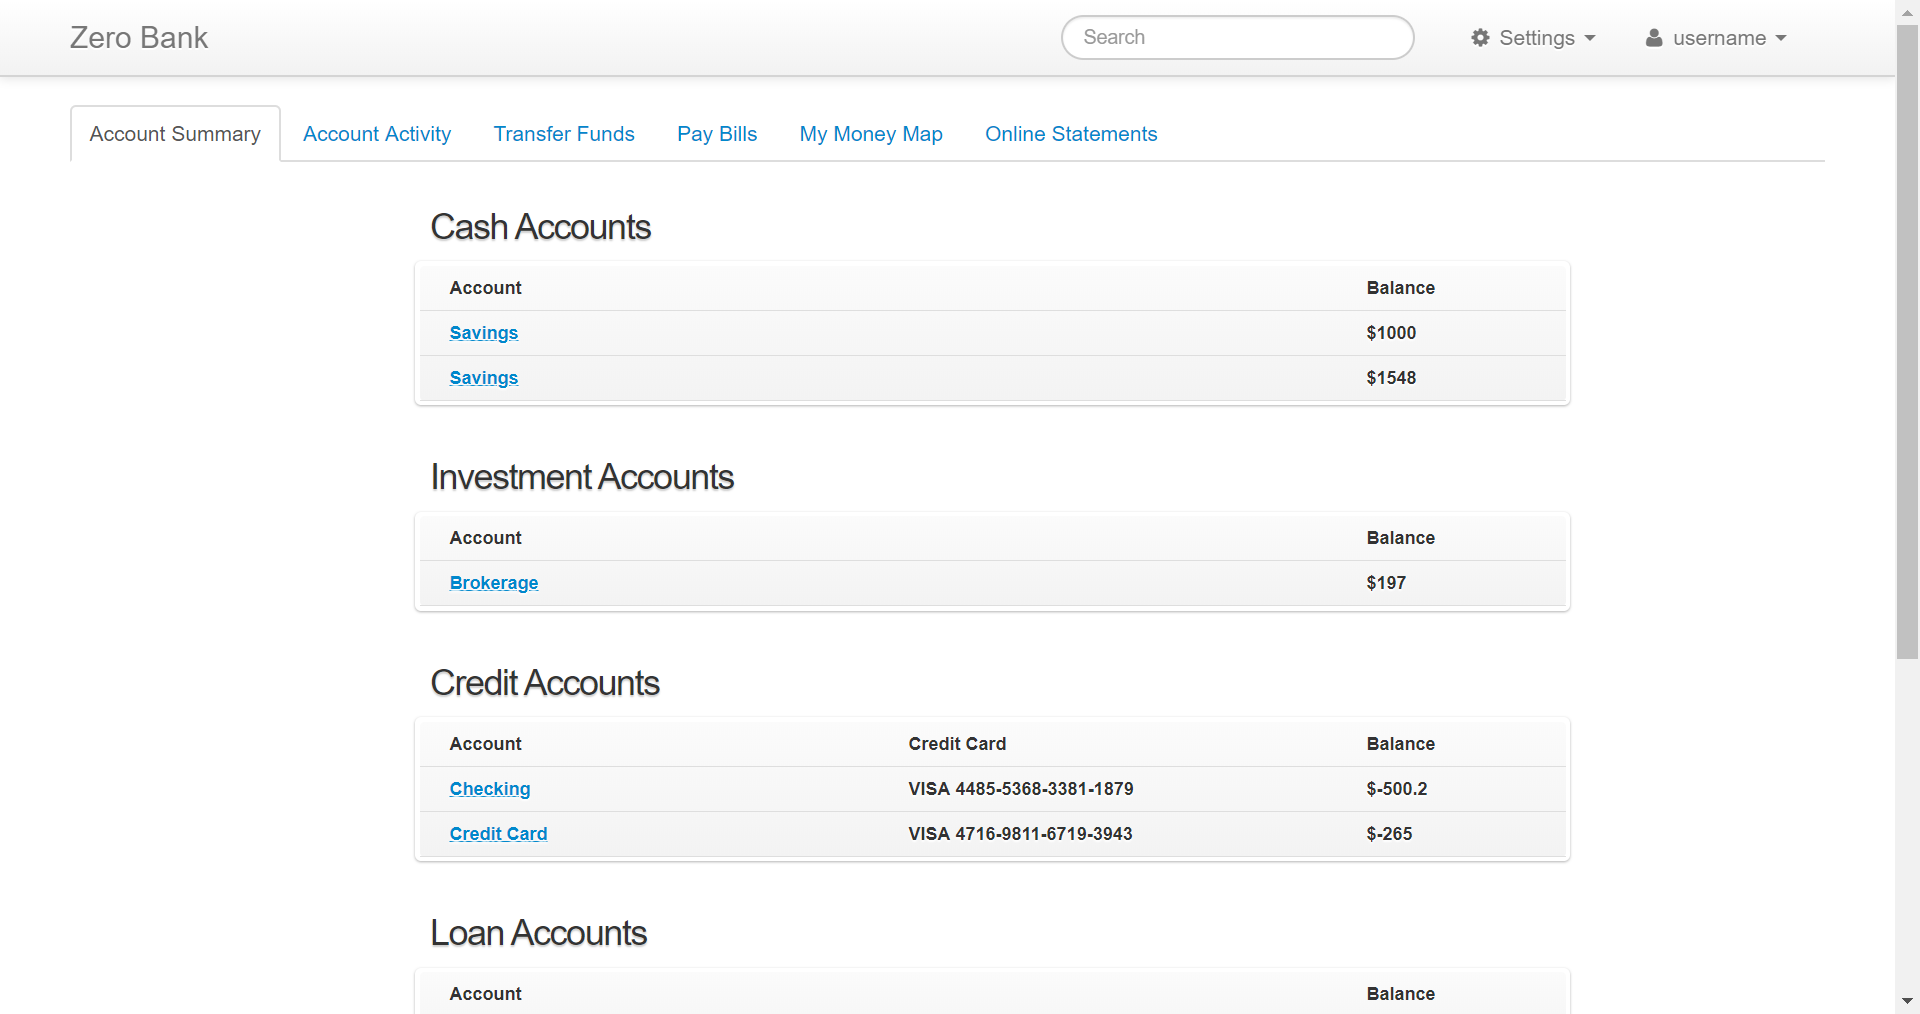 Zero Bank
Search
Settings
username
Account Summary
Account Activity
Transfer Funds
Pay Bills
My Money Map
Online Statements
Cash Accounts
Account Balance
Savings $1000
Savings $1548
Investment Accounts
Account Balance
Brokerage $197
Credit Accounts
Account Credit Card Balance
Checking VISA 4485-5368-3381-1879 $-500.2
Credit Card VISA 4716-9811-6719-3943 $-265
Loan Accounts
Account Balance